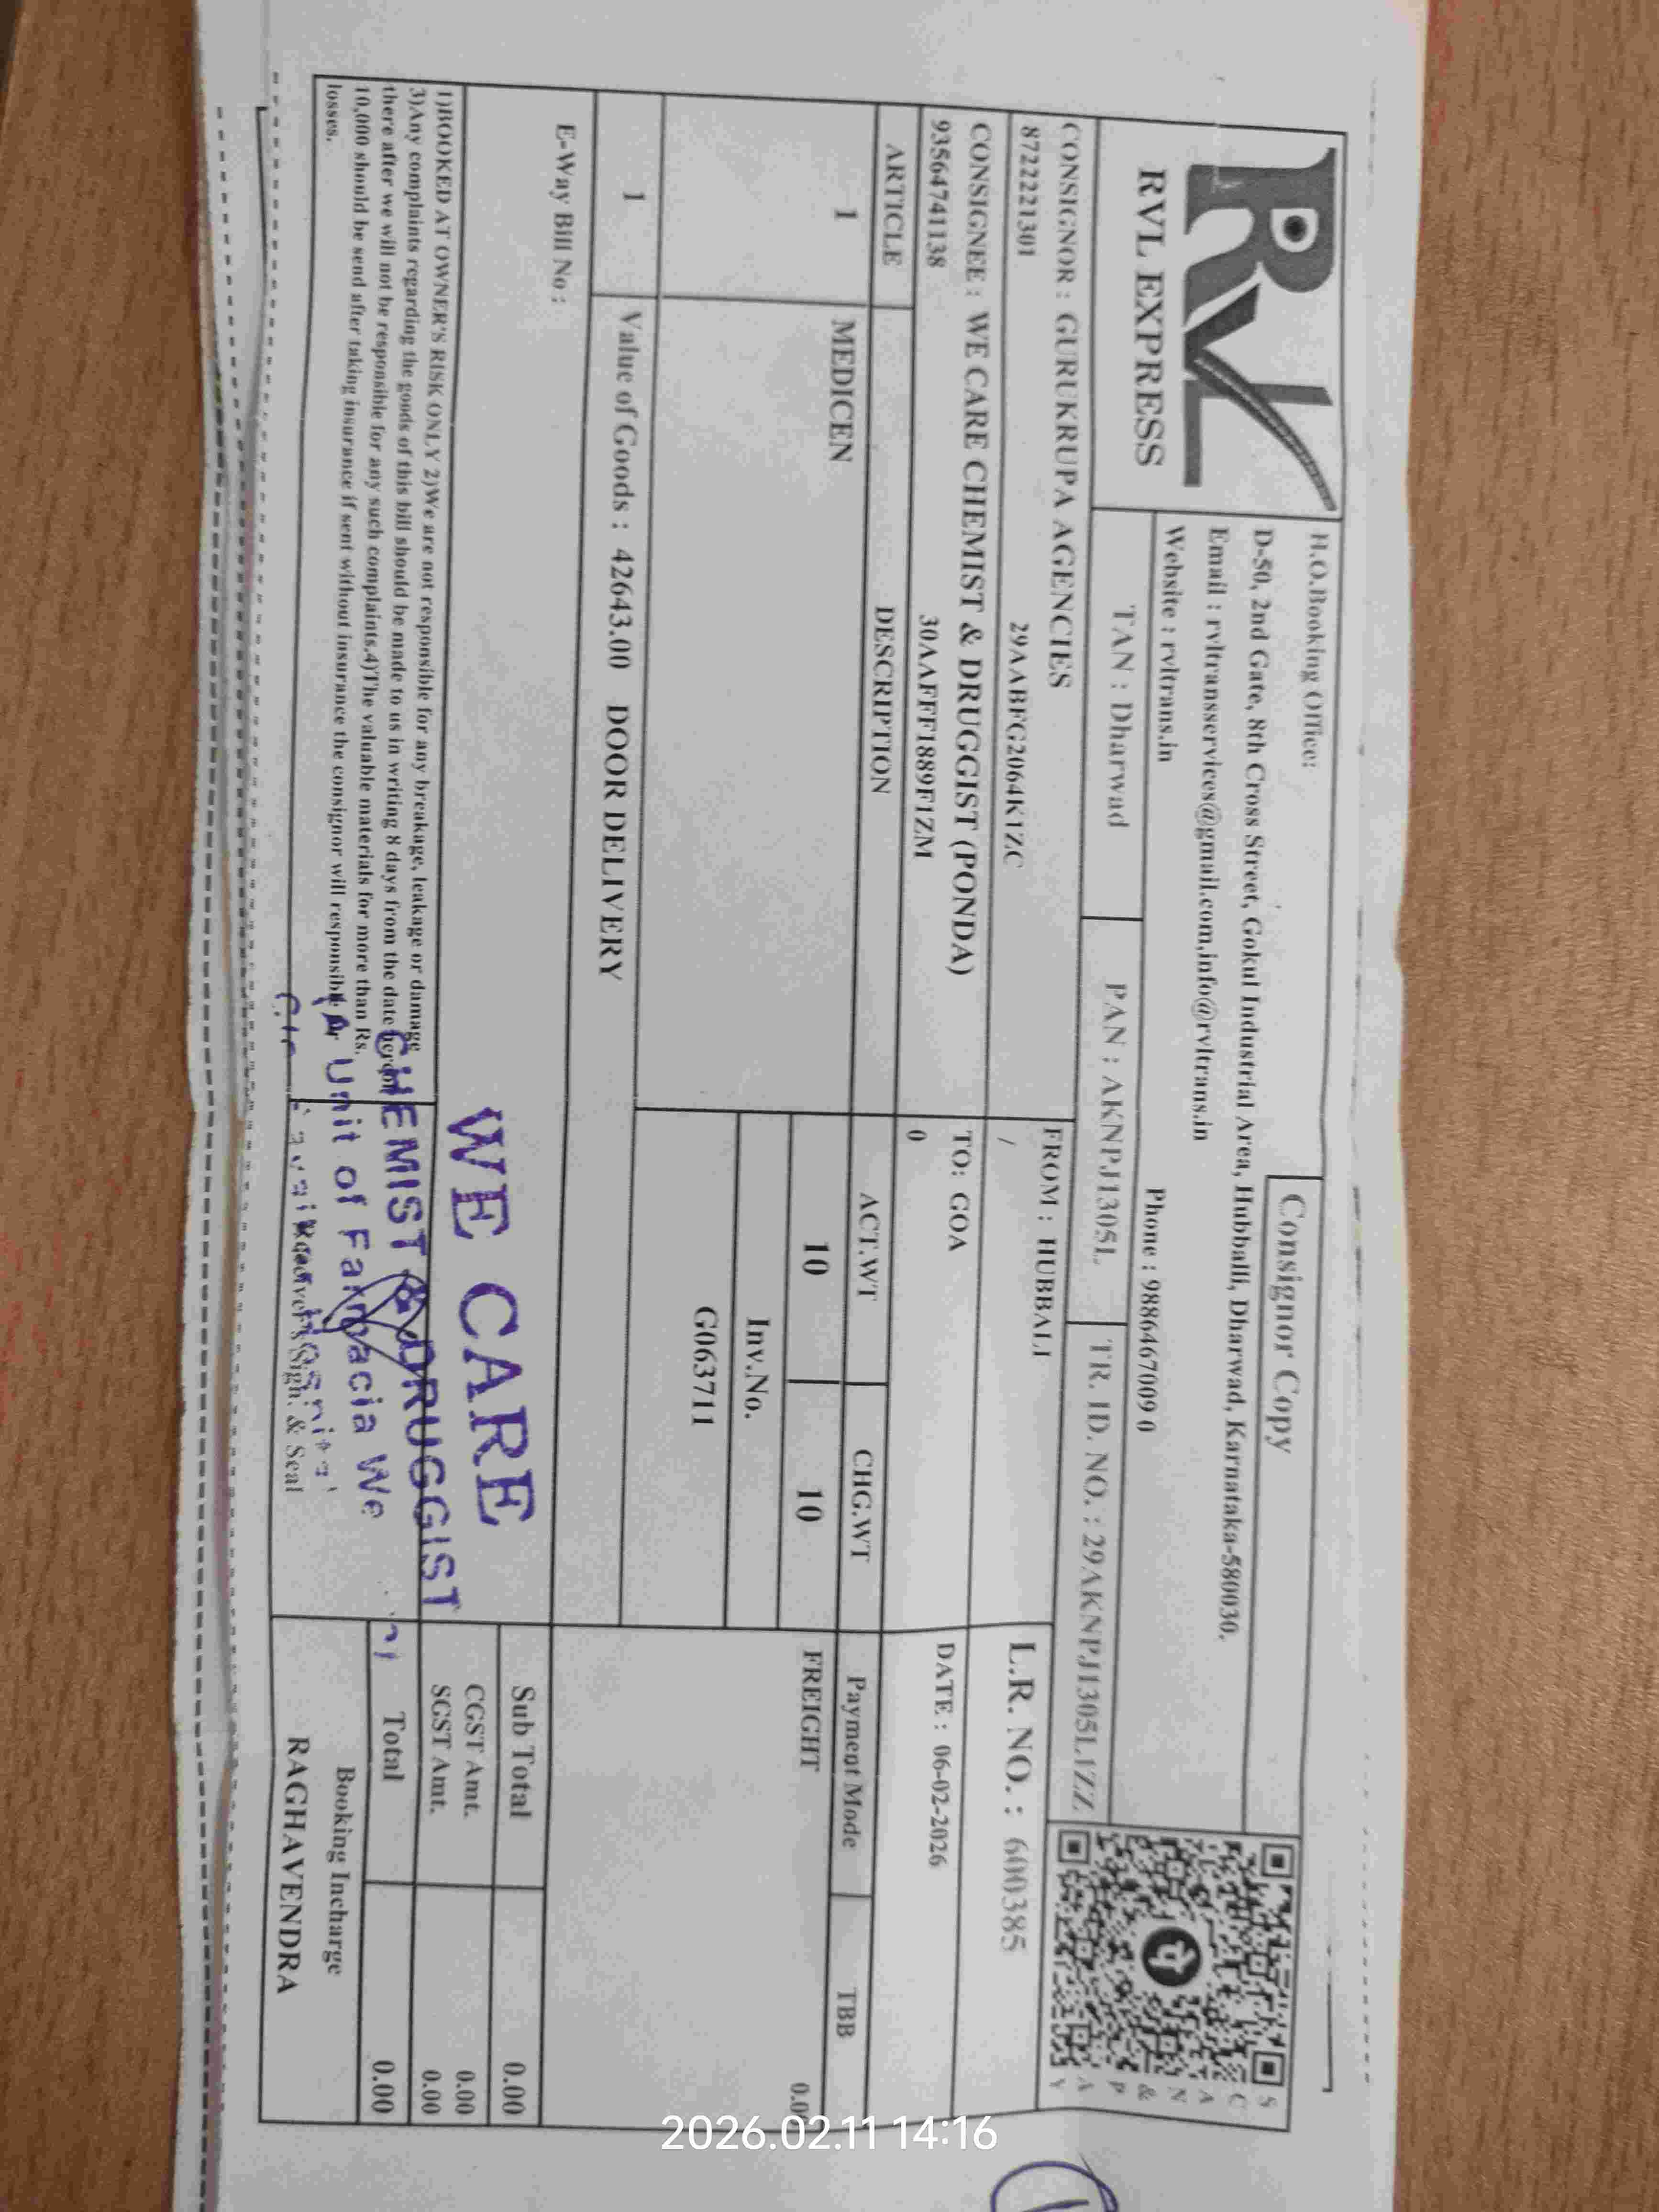 RVL
RVL EXPRESS
H.O.Booking Office:
Consignor Copy
D-50, 2nd Gate, 8th Cross Street, Gokul Industrial Area, Hubballi, Dharwad, Karnataka-580030.
Email : rvltransservices@gmail.com,info@rvltrans.in
Website : rvltrans.in
Phone : 9886467009 0
SCAN & PAY
TAN : Dharwad
PAN : AKNPJ1305L
TR. ID. NO. : 29AKNPJ1305L1ZZ
CONSIGNOR : GURUKRUPA AGENCIES
8722221301 29AABFG2064K1ZC
FROM : HUBBALI
/
L.R. NO. : 600385
CONSIGNEE : WE CARE CHEMIST & DRUGGIST (PONDA)
9356474138 30AAFFF1889F1ZM
TO: GOA
0
DATE : 06-02-2026
ARTICLE DESCRIPTION ACT.WT CHG.WT Payment Mode TBB
1 MEDICEN 10 10 FREIGHT 0.00
Inv.No.
G063711
1 Value of Goods : 42643.00 DOOR DELIVERY
E-Way Bill No :
Sub Total 0.00
CGST Amt. 0.00
SGST Amt. 0.00
Total 0.00
1)BOOKED AT OWNER'S RISK ONLY 2)We are not responsible for any breakage, leakage or damage
3)Any complaints regarding the goods of this bill should be made to us in writing 8 days from the date hereof
there after we will not be responsible for any such complaints.4)The valuable materials for more than Rs.
10,000 should be send after taking insurance if sent without insurance the consignor will responsible for
losses.
WE CARE
CHEMIST & DRUGGIST
Unit of Farmacia We
Receiver's Sign. & Seal
Booking Incharge
RAGHAVENDRA
2026.02.11 14:16